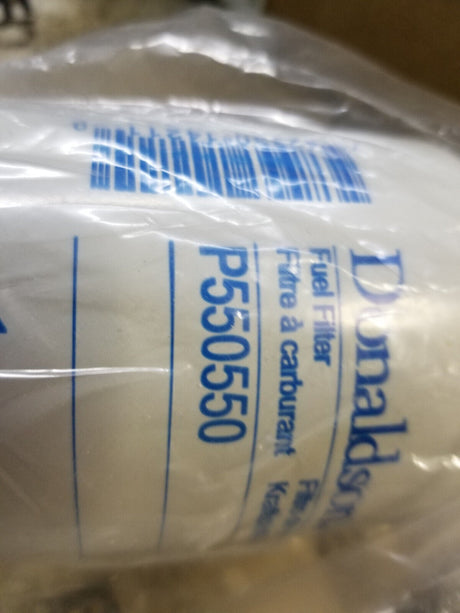 Donaldson
Fuel Filter
Filtre à carburant
P550550